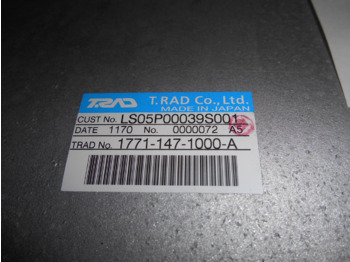 TRAD T.RAD Co., Ltd.
MADE IN JAPAN
CUST No. LS05P00039S001
DATE 1170 No. 0000072 A5
TRAD No. 1771-147-1000-A